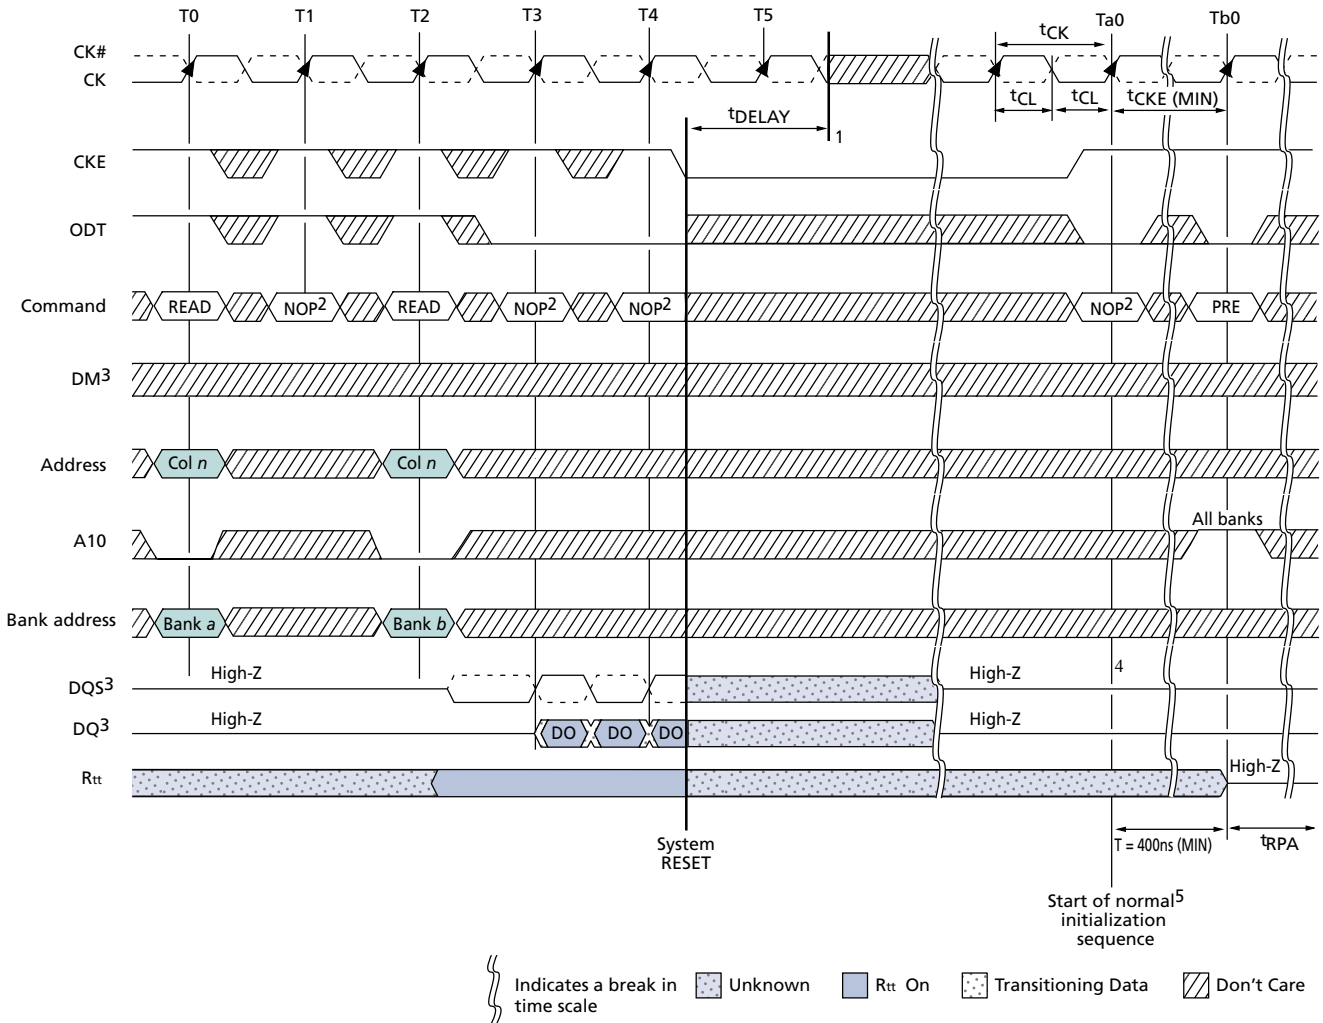 T0 T1 T2 T3 T4 T5 Ta0 Tb0
CK#
CK
tCK
tCL tCL tCKE (MIN)
tDELAY
1
CKE
ODT
Command READ NOP2 READ NOP2 NOP2 NOP2 PRE
DM3
Address Col n Col n
A10 All banks
Bank address Bank a Bank b
DQS3 High-Z High-Z 4
DQ3 High-Z DO DO DO High-Z
Rtt High-Z
System
RESET
T = 400ns (MIN) tRPA
Start of normal5
initialization
sequence
Indicates a break in
time scale
Unknown Rtt On Transitioning Data Don't Care